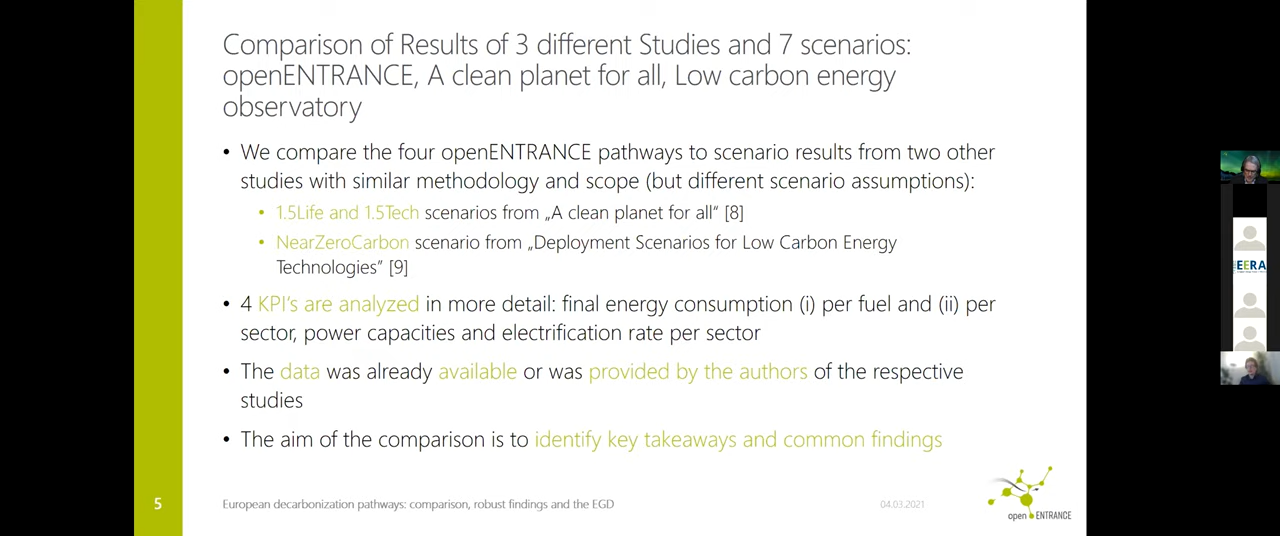 Comparison of Results of 3 different Studies and 7 scenarios:
openENTRANCE, A clean planet for all, Low carbon energy
observatory
• We compare the four openENTRANCE pathways to scenario results from two other
studies with similar methodology and scope (but different scenario assumptions):
• 1.5Life and 1.5Tech scenarios from „A clean planet for all“ [8]
• NearZeroCarbon scenario from „Deployment Scenarios for Low Carbon Energy
Technologies” [9]
• 4 KPI's are analyzed in more detail: final energy consumption (i) per fuel and (ii) per
sector, power capacities and electrification rate per sector
• The data was already available or was provided by the authors of the respective
studies
• The aim of the comparison is to identify key takeaways and common findings
5
European decarbonization pathways: comparison, robust findings and the EGD
04.03.2021
open ENTRANCE
EERA